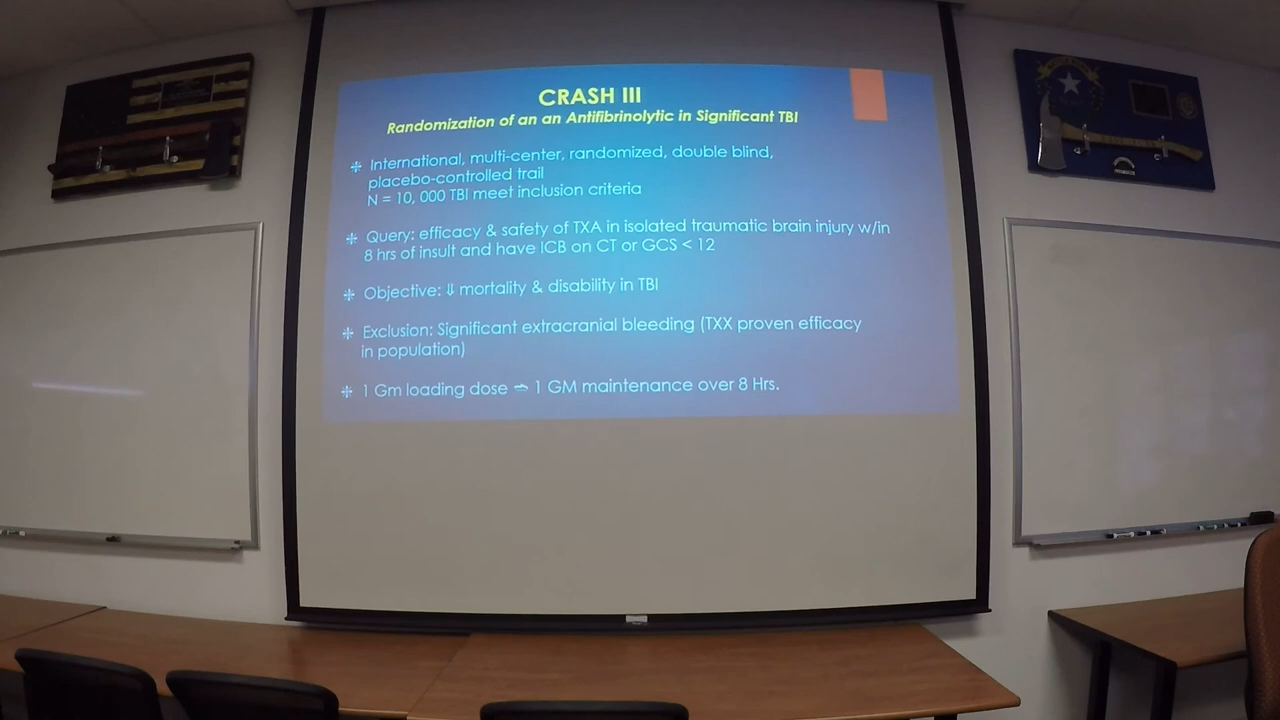 CRASH III
Randomization of an an Antifibrinolytic in Significant TBI
❉ International, multi-center, randomized, double blind,
placebo-controlled trail
N = 10, 000 TBI meet inclusion criteria
❉ Query: efficacy & safety of TXA in isolated traumatic brain injury w/in
8 hrs of insult and have ICB on CT or GCS < 12
❉ Objective: ⇓ mortality & disability in TBI
❉ Exclusion: Significant extracranial bleeding (TXX proven efficacy
in population)
❉ 1 Gm loading dose ⇁ 1 GM maintenance over 8 Hrs.